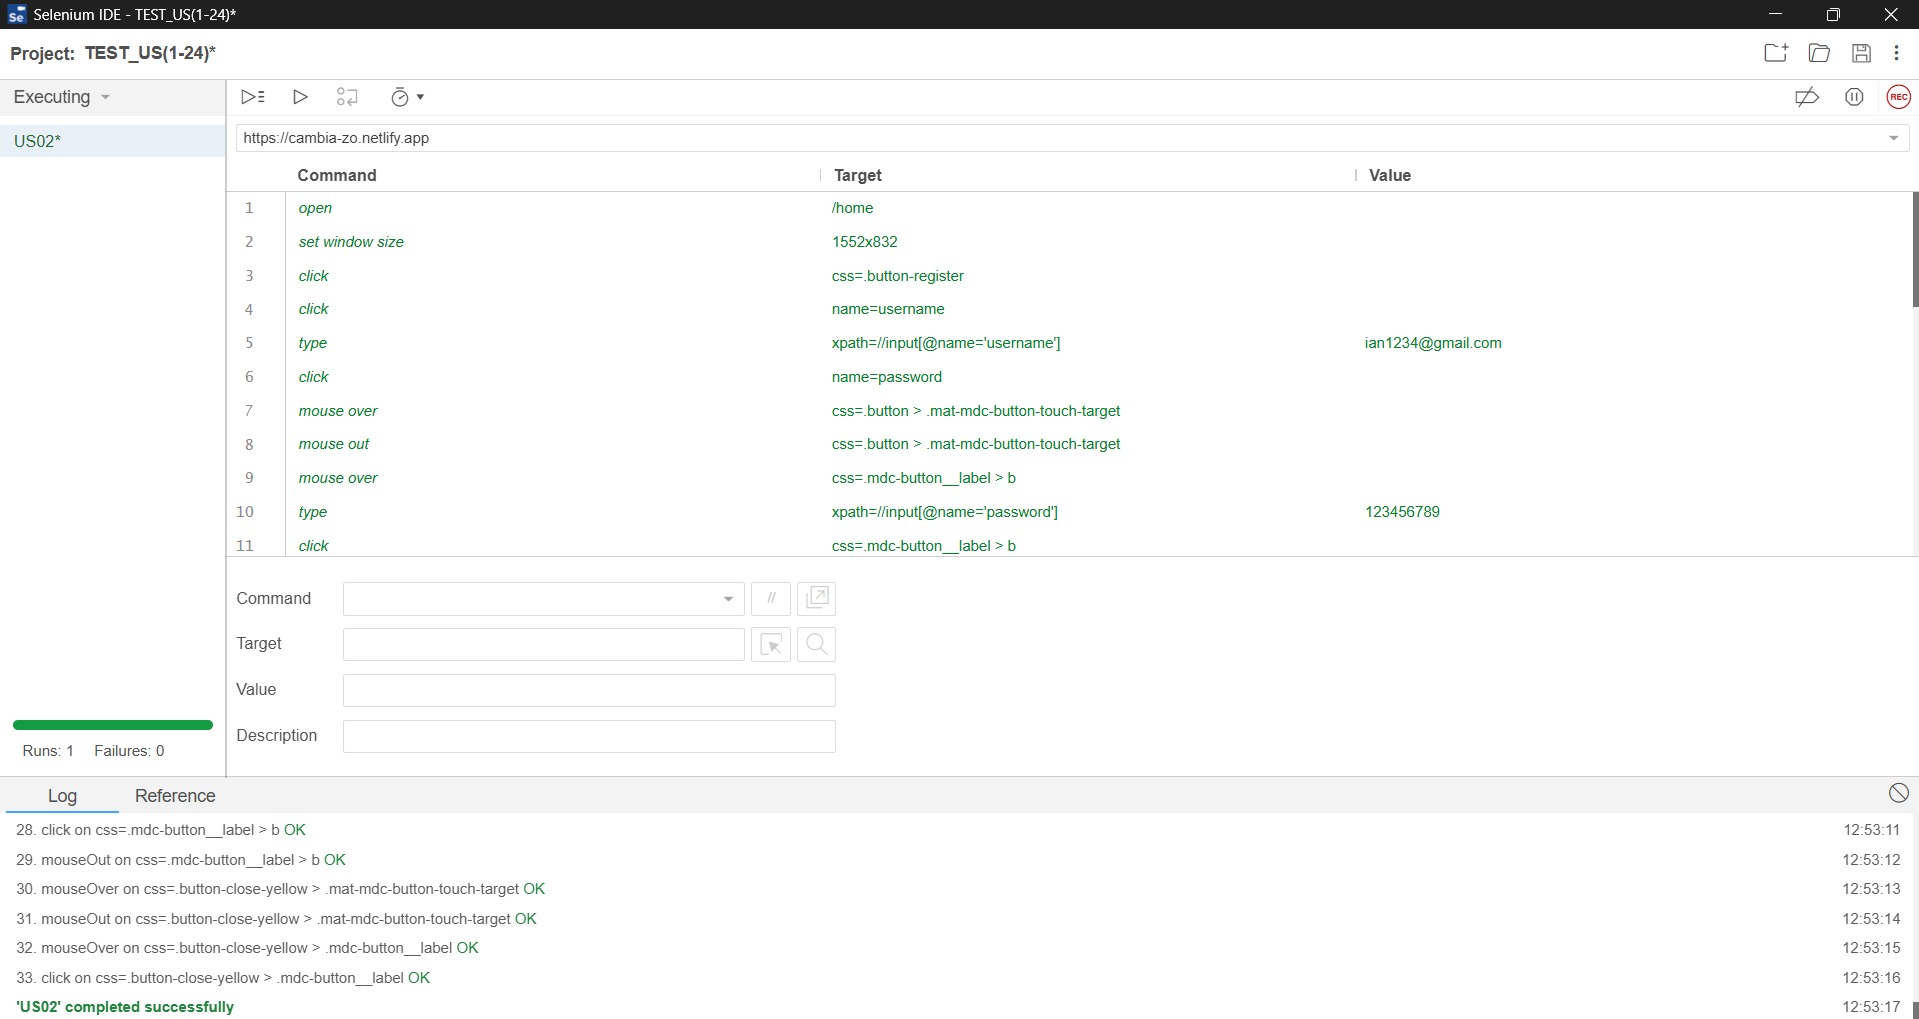 Selenium IDE - TEST_US(1-24)*
Project: TEST_US(1-24)*
Executing
REC
US02*
https://cambia-zo.netlify.app
Command Target Value
1 open /home
2 set window size 1552x832
3 click css=.button-register
4 click name=username
5 type xpath=//input[@name='username'] ian1234@gmail.com
6 click name=password
7 mouse over css=.button > .mat-mdc-button-touch-target
8 mouse out css=.button > .mat-mdc-button-touch-target
9 mouse over css=.mdc-button__label > b
10 type xpath=//input[@name='password'] 123456789
11 click css=.mdc-button__label > b
Command //
Target
Value
Description
Runs: 1 Failures: 0
Log Reference
28. click on css=.mdc-button__label > b OK 12:53:11
29. mouseOut on css=.mdc-button__label > b OK 12:53:12
30. mouseOver on css=.button-close-yellow > .mat-mdc-button-touch-target OK 12:53:13
31. mouseOut on css=.button-close-yellow > .mat-mdc-button-touch-target OK 12:53:14
32. mouseOver on css=.button-close-yellow > .mdc-button__label OK 12:53:15
33. click on css=.button-close-yellow > .mdc-button__label OK 12:53:16
'US02' completed successfully 12:53:17